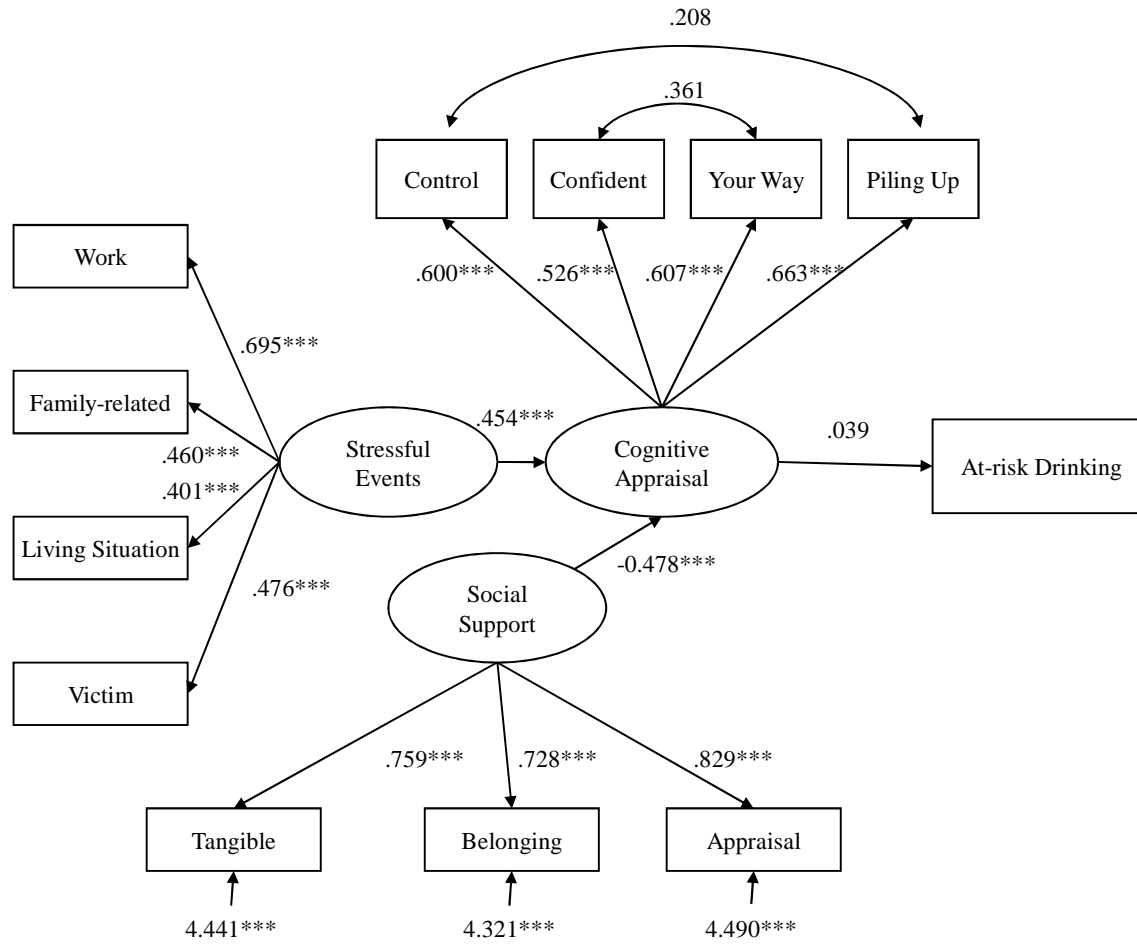 .208
.361
Control
Confident
Your Way
Piling Up
Work
.600***
.526***
.607***
.663***
.695***
Family-related
.460***
.401***
Stressful
Events
.454***
Cognitive
Appraisal
.039
At-risk Drinking
Living Situation
.476***
-0.478***
Social
Support
Victim
.759***
.728***
.829***
Tangible
Belonging
Appraisal
4.441***
4.321***
4.490***